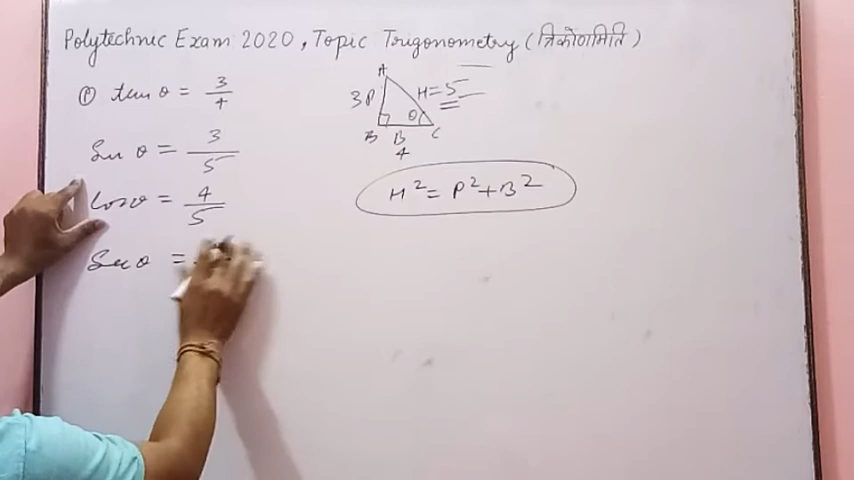 Polytechnic Exam 2020, Topic Trigonometry (त्रिकोणमिति)
① tan θ = 3/4
Sin θ = 3/5
Cos θ = 4/5
Sec θ =
A
3 P
H = 5
θ
B
B
C
4
H² = P² + B²